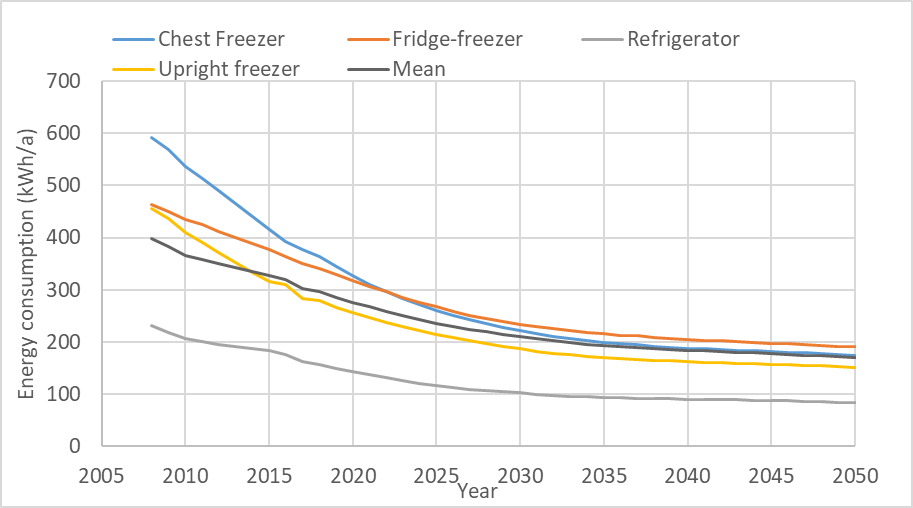 Chest Freezer Fridge-freezer Refrigerator
Upright freezer Mean
700
600
500
400
300
200
100
0
Energy consumption (kWh/a)
2005 2010 2015 2020 2025 2030 2035 2040 2045 2050
Year